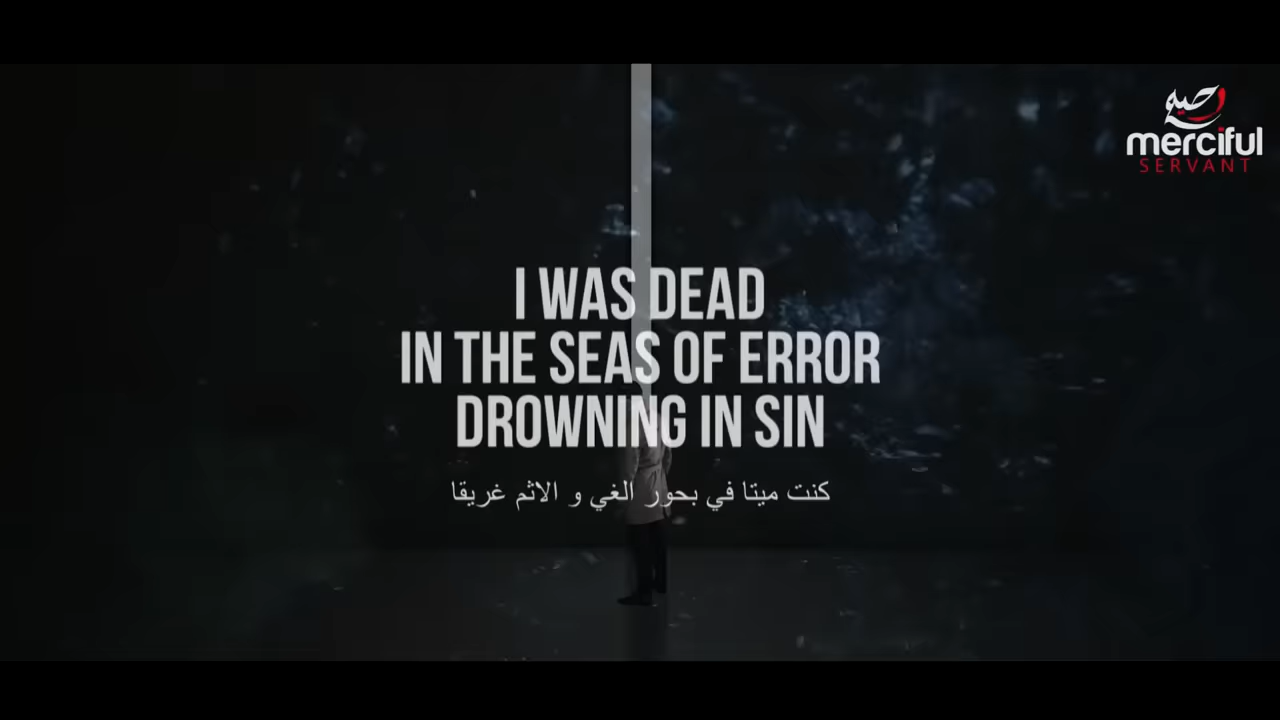 merciful
SERVANT
I WAS DEAD
IN THE SEAS OF ERROR
DROWNING IN SIN
كنت ميتا في بحور الغي و الاثم غريقا